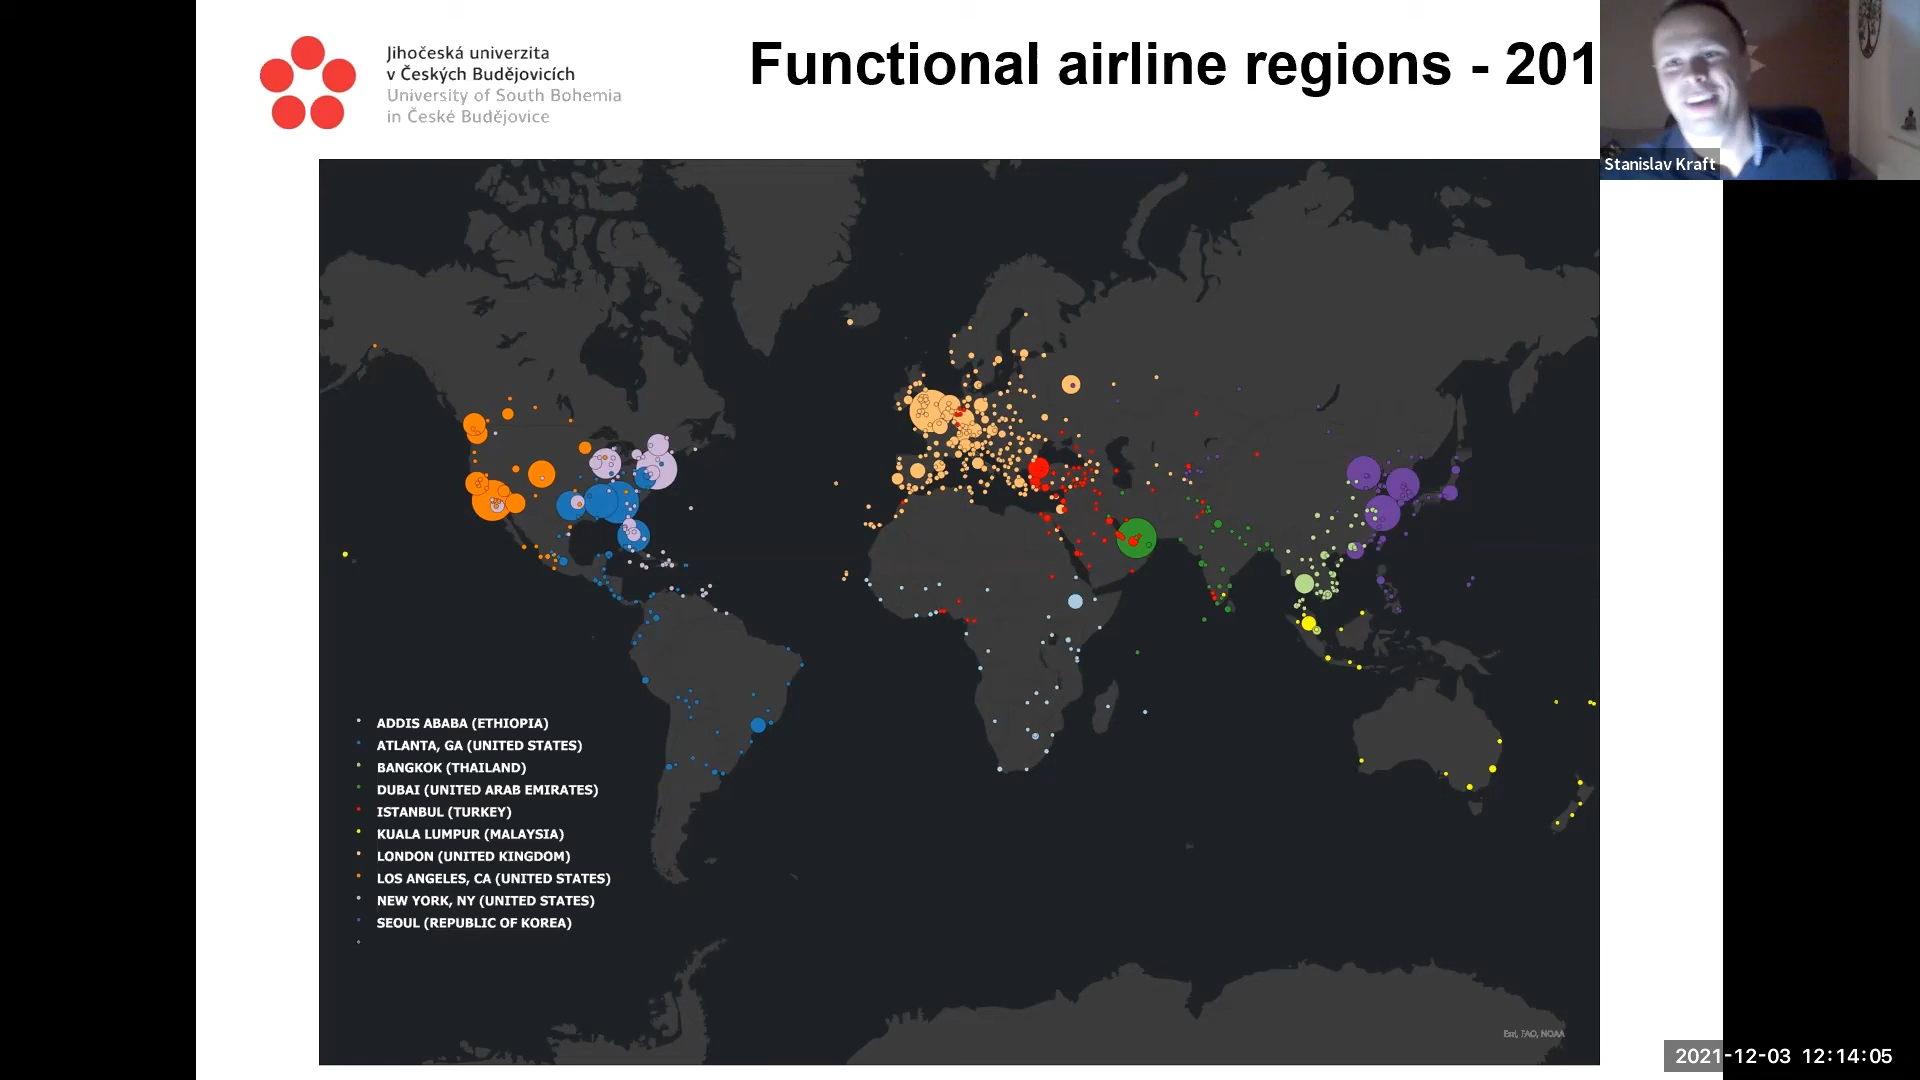 Jihočeská univerzita
v Českých Budějovicích
University of South Bohemia
in České Budějovice
Functional airline regions - 201
Stanislav Kraft
ADDIS ABABA (ETHIOPIA)
ATLANTA, GA (UNITED STATES)
BANGKOK (THAILAND)
DUBAI (UNITED ARAB EMIRATES)
ISTANBUL (TURKEY)
KUALA LUMPUR (MALAYSIA)
LONDON (UNITED KINGDOM)
LOS ANGELES, CA (UNITED STATES)
NEW YORK, NY (UNITED STATES)
SEOUL (REPUBLIC OF KOREA)
Esri, FAO, NOAA
2021-12-03 12:14:05